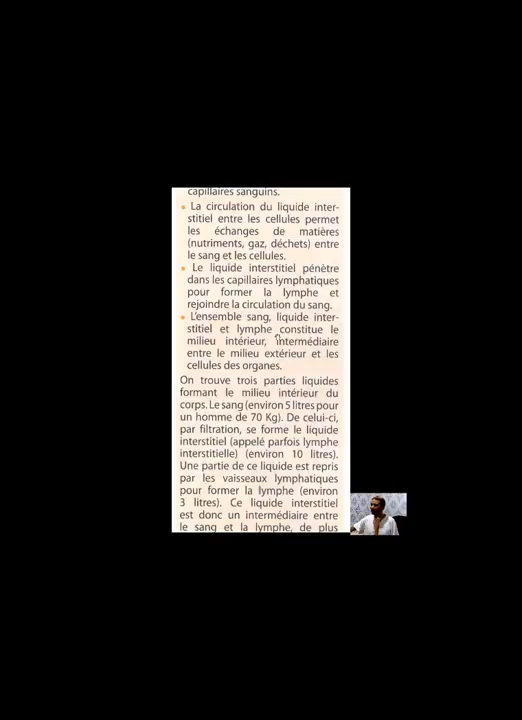 capillaires sanguins.
• La circulation du liquide inter-
stitiel entre les cellules permet
les échanges de matières
(nutriments, gaz, déchets) entre
le sang et les cellules.
• Le liquide interstitiel pénètre
dans les capillaires lymphatiques
pour former la lymphe et
rejoindre la circulation du sang.
• L'ensemble sang, liquide inter-
stitiel et lymphe constitue le
milieu intérieur, intermédiaire
entre le milieu extérieur et les
cellules des organes.
On trouve trois parties liquides
formant le milieu intérieur du
corps. Le sang (environ 5 litres pour
un homme de 70 Kg). De celui-ci,
par filtration, se forme le liquide
interstitiel (appelé parfois lymphe
interstitielle) (environ 10 litres).
Une partie de ce liquide est repris
par les vaisseaux lymphatiques
pour former la lymphe (environ
3 litres). Ce liquide interstitiel
est donc un intermédiaire entre
le sang et la lymphe, de plus